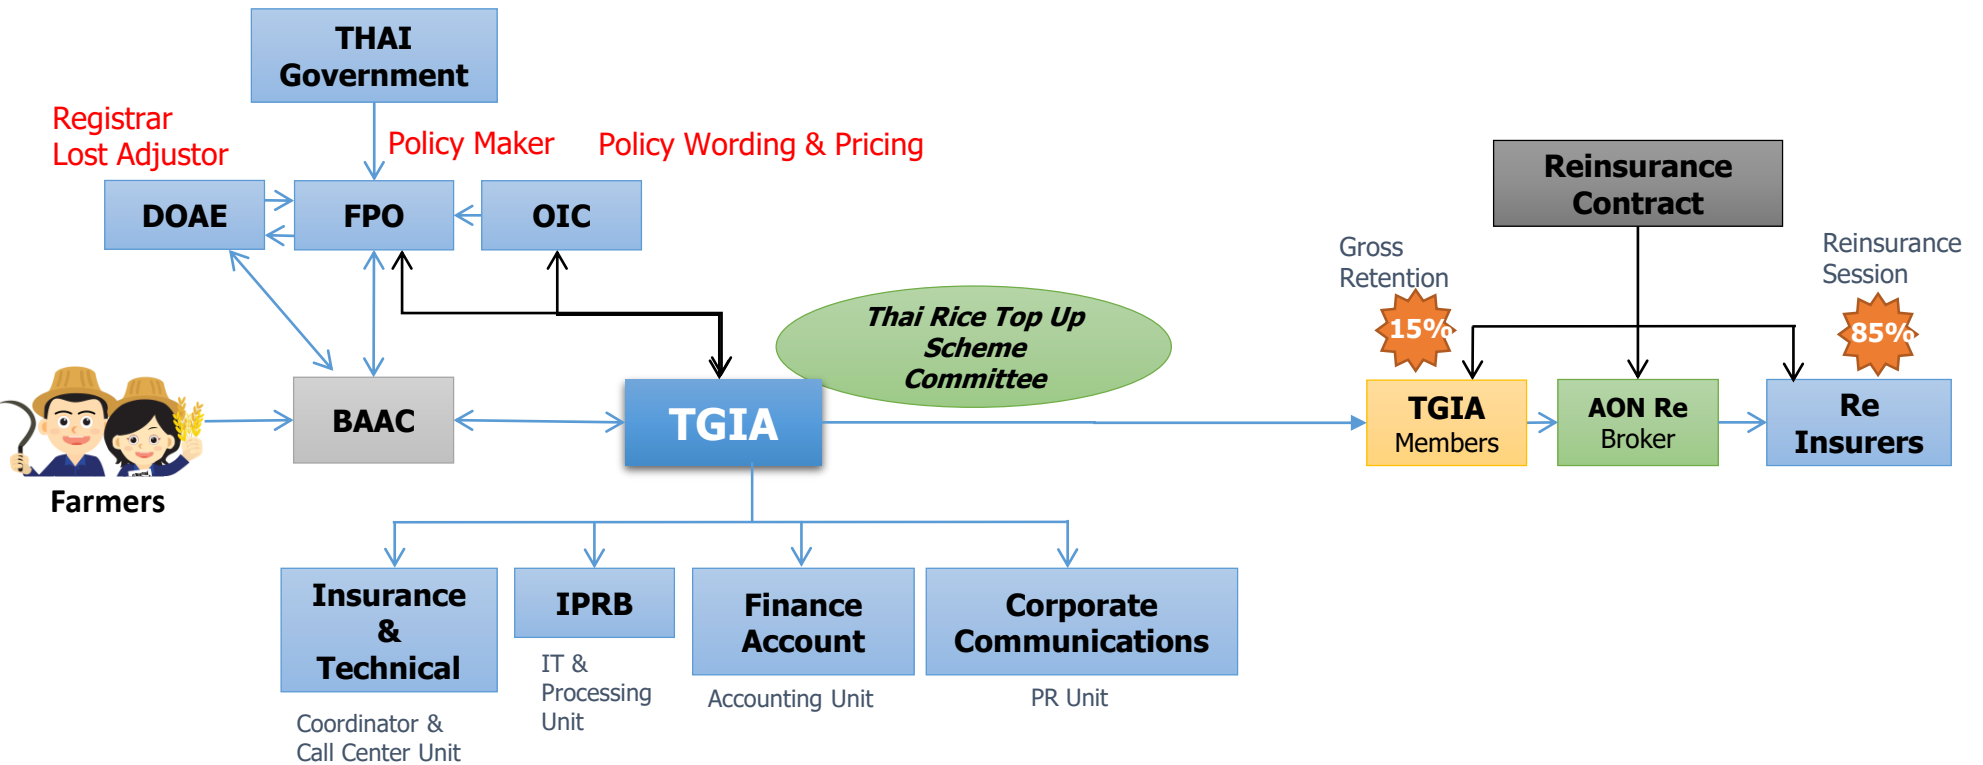 THAI
Government
Registrar
Lost Adjustor
Policy Maker
Policy Wording & Pricing
DOAE
FPO
OIC
Reinsurance
Contract
Gross
Retention
Reinsurance
Session
15%
85%
Thai Rice Top Up
Scheme
Committee
Farmers
BAAC
TGIA
TGIA
Members
AON Re
Broker
Re
Insurers
Insurance
&
Technical
Coordinator &
Call Center Unit
IPRB
IT &
Processing
Unit
Finance
Account
Accounting Unit
Corporate
Communications
PR Unit